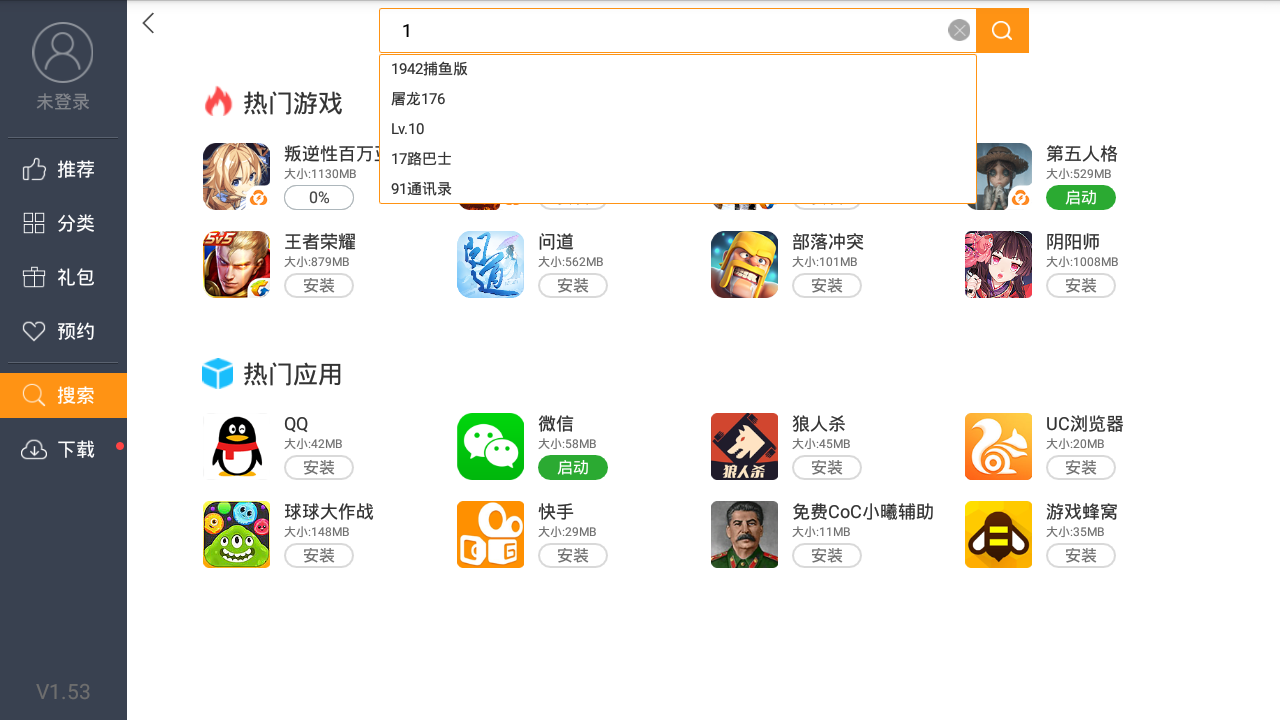 1
1942捕鱼版
屠龙176
Lv.10
17路巴士
91通讯录
未登录
推荐
分类
礼包
预约
搜索
下载
V1.53
热门游戏
叛逆性百万
大小:1130MB
0%
第五人格
大小:529MB
启动
王者荣耀
大小:879MB
安装
问道
大小:562MB
安装
部落冲突
大小:101MB
安装
阴阳师
大小:1008MB
安装
热门应用
QQ
大小:42MB
安装
微信
大小:58MB
启动
狼人杀
狼人杀
大小:45MB
安装
UC浏览器
大小:20MB
安装
球球大作战
大小:148MB
安装
快手
大小:29MB
安装
免费CoC小曦辅助
大小:11MB
安装
游戏蜂窝
大小:35MB
安装
5v5
问道